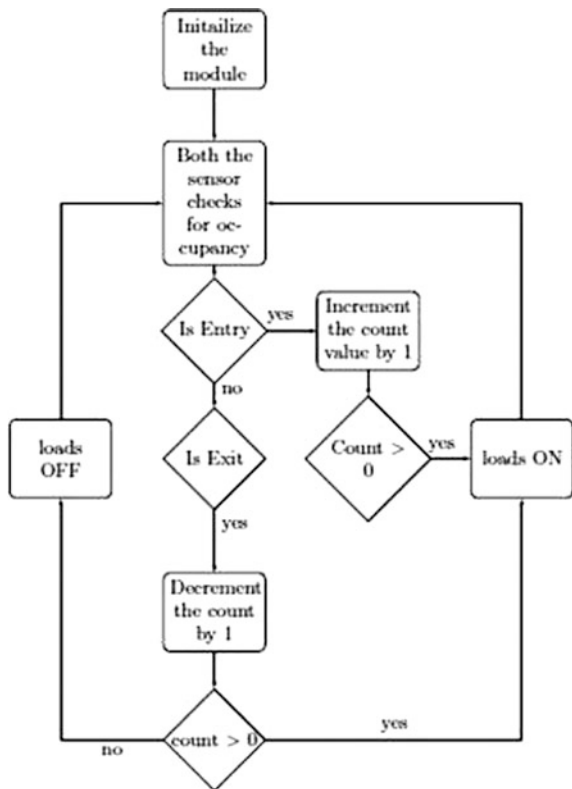 Initailize
the
module
Both the
sensor
checks
for oc-
cupancy
Is Entry
yes
Increment
the count
value by 1
no
loads
OFF
Is Exit
Count >
0
yes
loads ON
yes
Decrement
the count
by 1
count > 0
no
yes